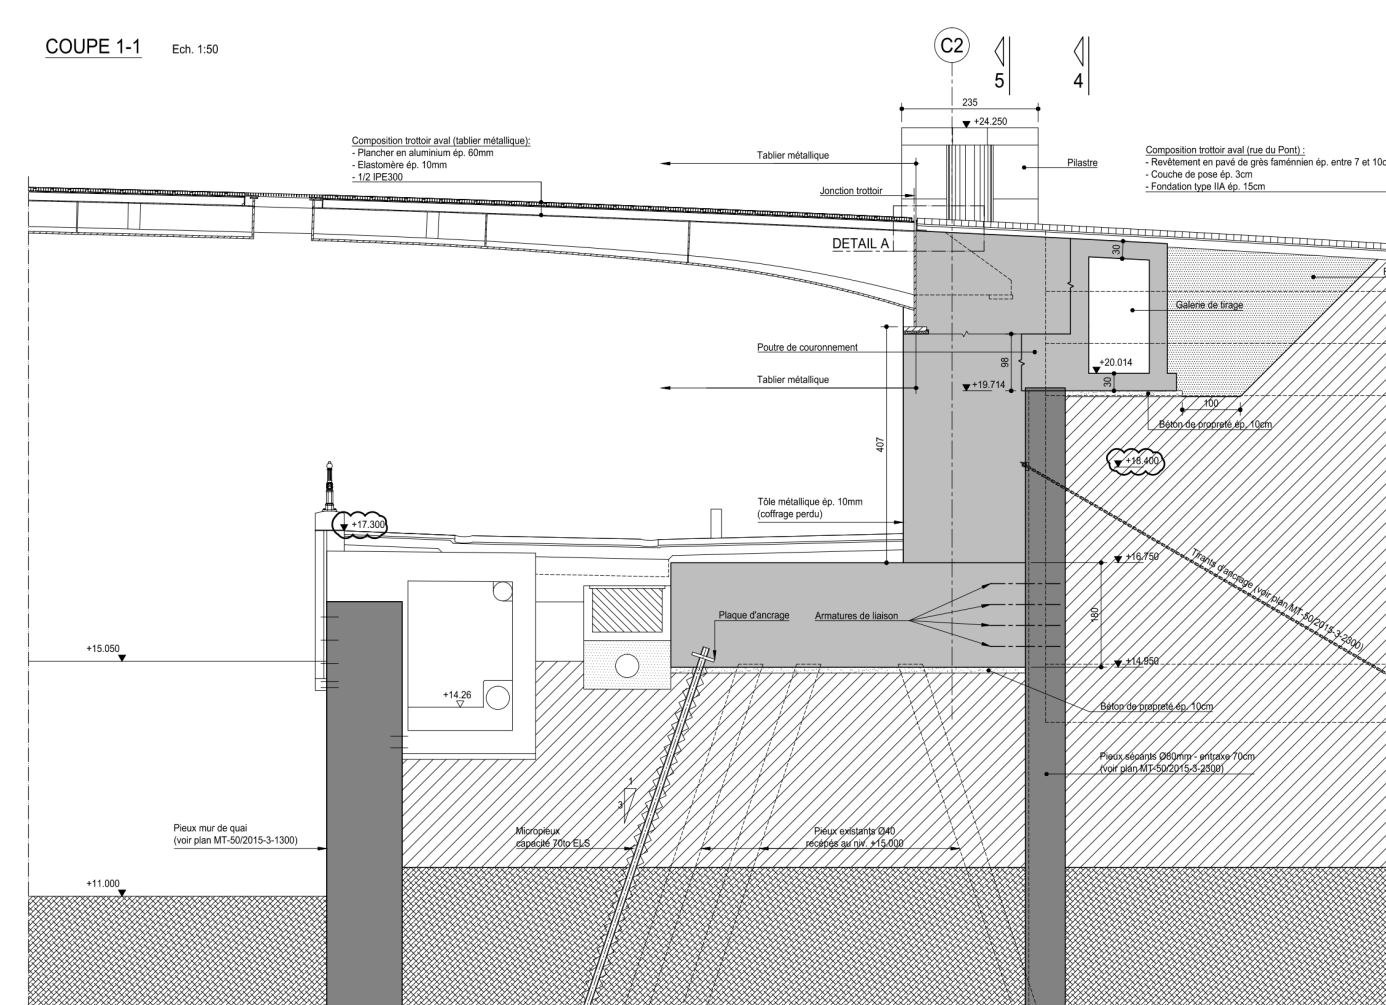 COUPE 1-1 Ech. 1:50
C2
5
4
235
+24.250
Composition trottoir aval (tablier métallique):
- Plancher en aluminium ép. 60mm
- Elastomère ép. 10mm
- 1/2 IPE300
Tablier métallique
Pilastre
Composition trottoir aval (rue du Pont) :
- Revêtement en pavé de grès faménnien ép. entre 7 et 10c
- Couche de pose ép. 3cm
- Fondation type IIA ép. 15cm
Jonction trottoir
DETAIL A
30
Galerie de tirage
Poutre de couronnement
98
+20.014
Tablier métallique
+19.714
30
100
Béton de propreté ép. 10cm
407
+18.400
Tôle métallique ép. 10mm
(coffrage perdu)
+17.300
+16.750
Tirants d'ancrage (voir plan MT-50/2015-3-2300)
Plaque d'ancrage
Armatures de liaison
180
+15.050
+14.950
+14.26
Béton de propreté ép. 10cm
Pieux sécants Ø80mm - entraxe 70cm
(voir plan MT-50/2015-3-2300)
1
3
Pieux mur de quai
(voir plan MT-50/2015-3-1300)
Micropieux
capacité 70to ELS
Pieux existants Ø40
recépés au niv. +15.000
+11.000